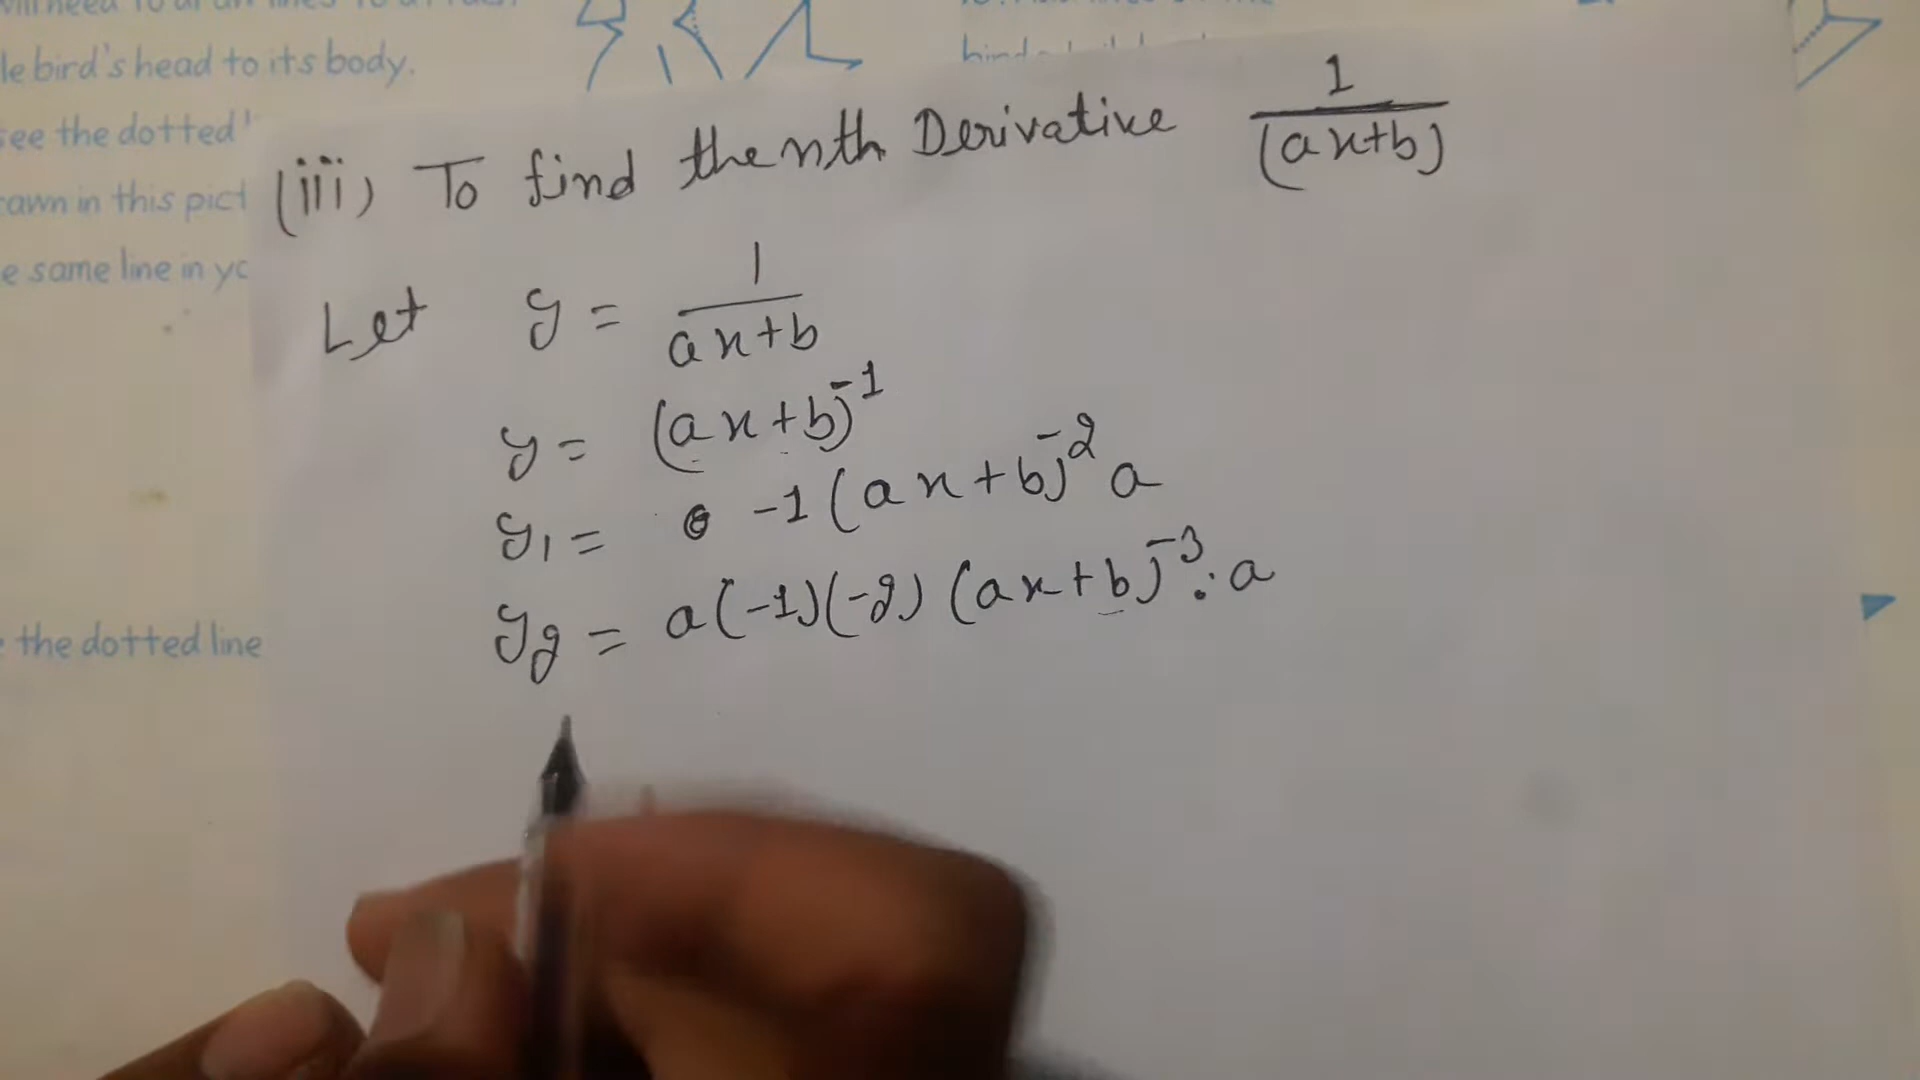 le bird's head to its body.
see the dotted
rawn in this pict
e same line in yo
the dotted line
(iii) To find the nth Derivative 1/(ax+b)
Let y = 1/ax+b
y = (ax+b)^-1
y1 = -1(ax+b)^-2 a
y2 = a(-1)(-2)(ax+b)^-3 . a